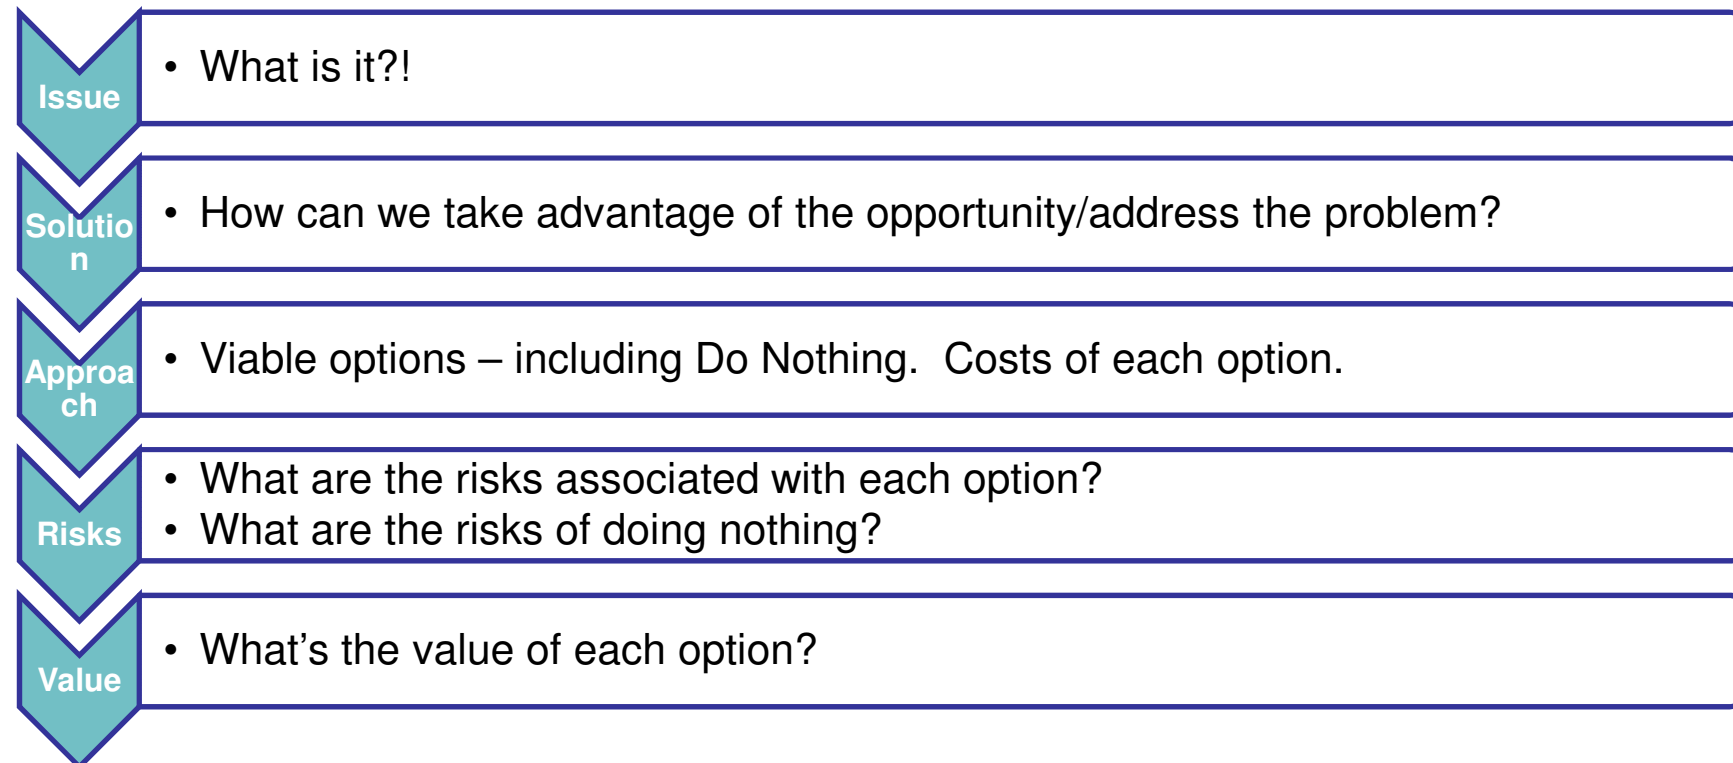 Issue
• What is it?!
Solutio
n
• How can we take advantage of the opportunity/address the problem?
Approa
ch
• Viable options – including Do Nothing.  Costs of each option.
Risks
• What are the risks associated with each option?
• What are the risks of doing nothing?
Value
• What’s the value of each option?